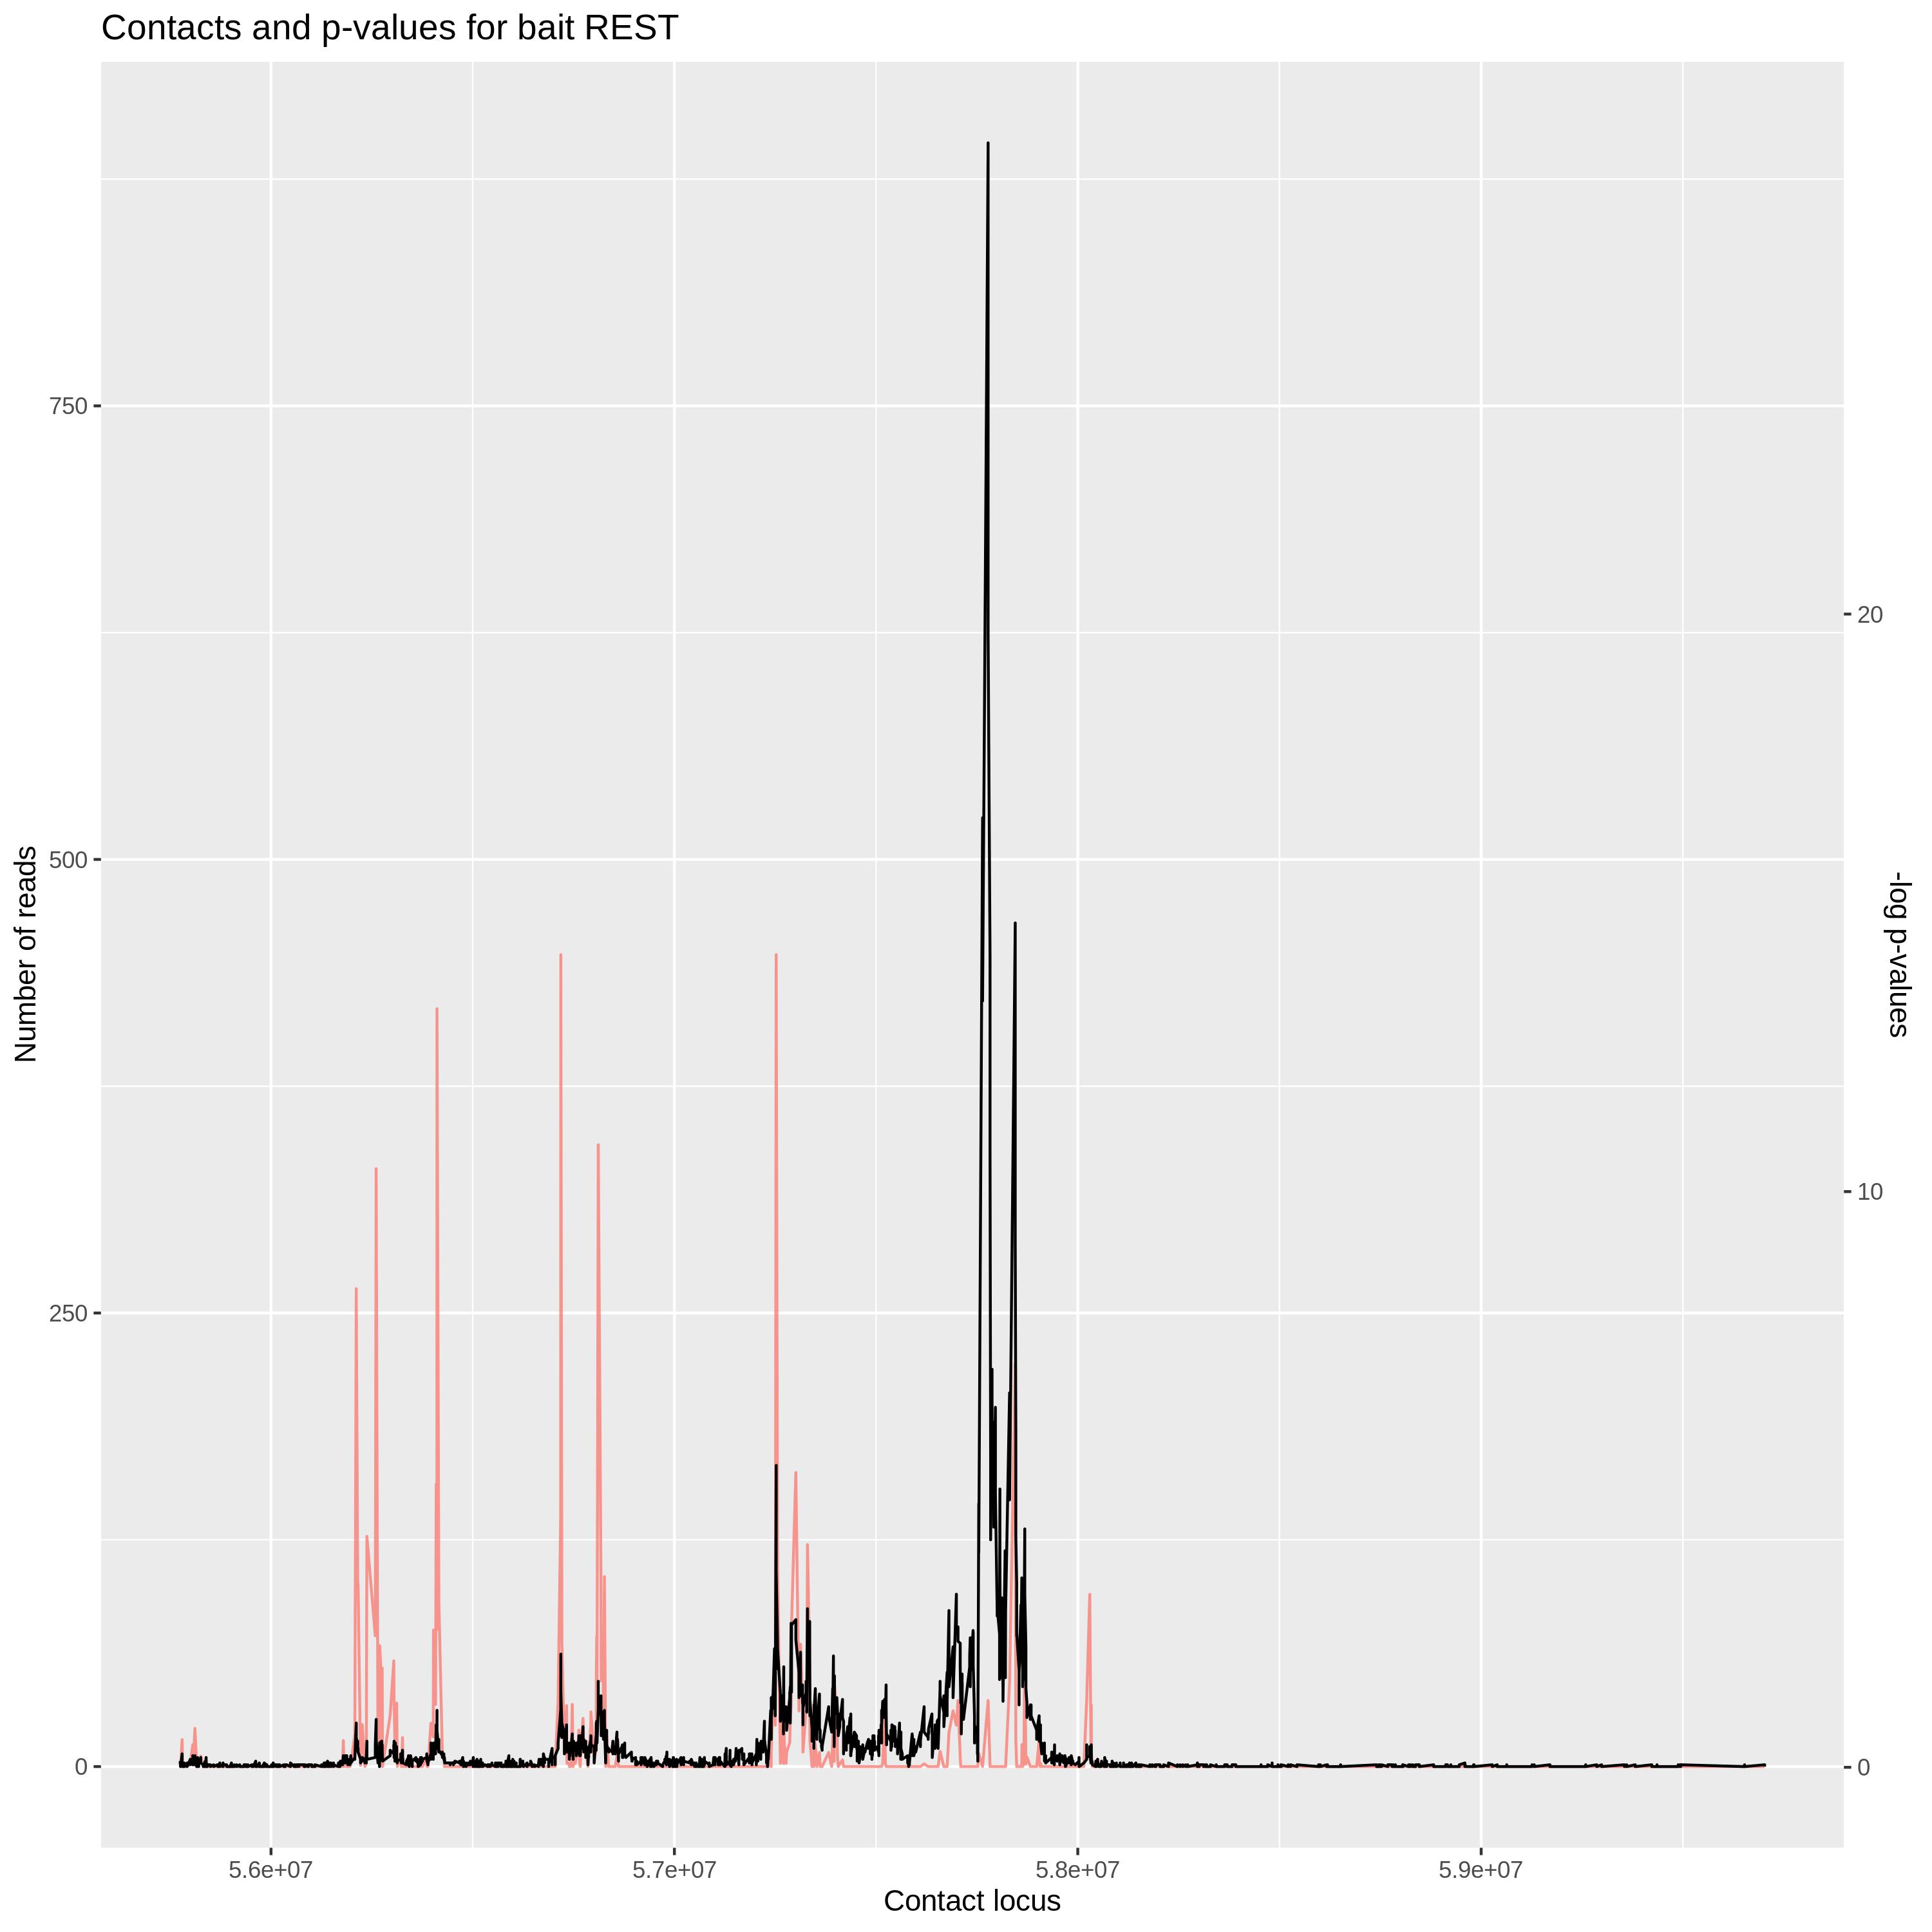 Contacts and p-values for bait REST
Number of reads
750
500
250
0
20
10
0
-log p-values
5.6e+07
5.7e+07
5.8e+07
5.9e+07
Contact locus